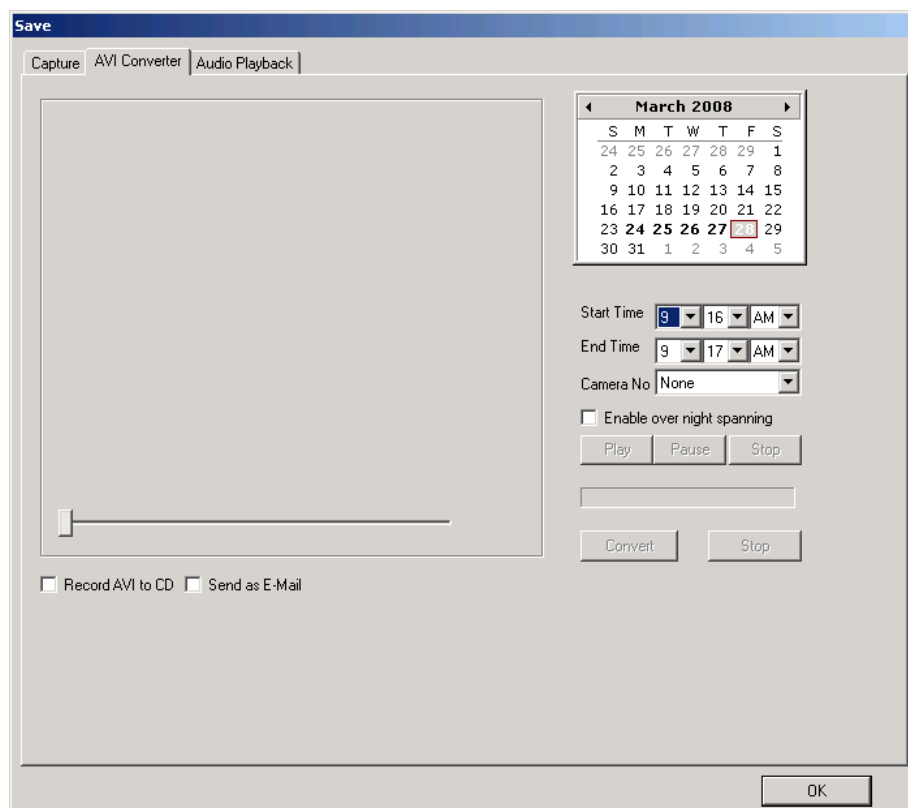 Save
Capture AVI Converter Audio Playback
March 2008
S M T W T F S
24 25 26 27 28 29 1
2 3 4 5 6 7 8
9 10 11 12 13 14 15
16 17 18 19 20 21 22
23 24 25 26 27 28 29
30 31 1 2 3 4 5
Start Time 9 16 AM
End Time 9 17 AM
Camera No None
Enable over night spanning
Play Pause Stop
Convert Stop
Record AVI to CD Send as E-Mail
OK